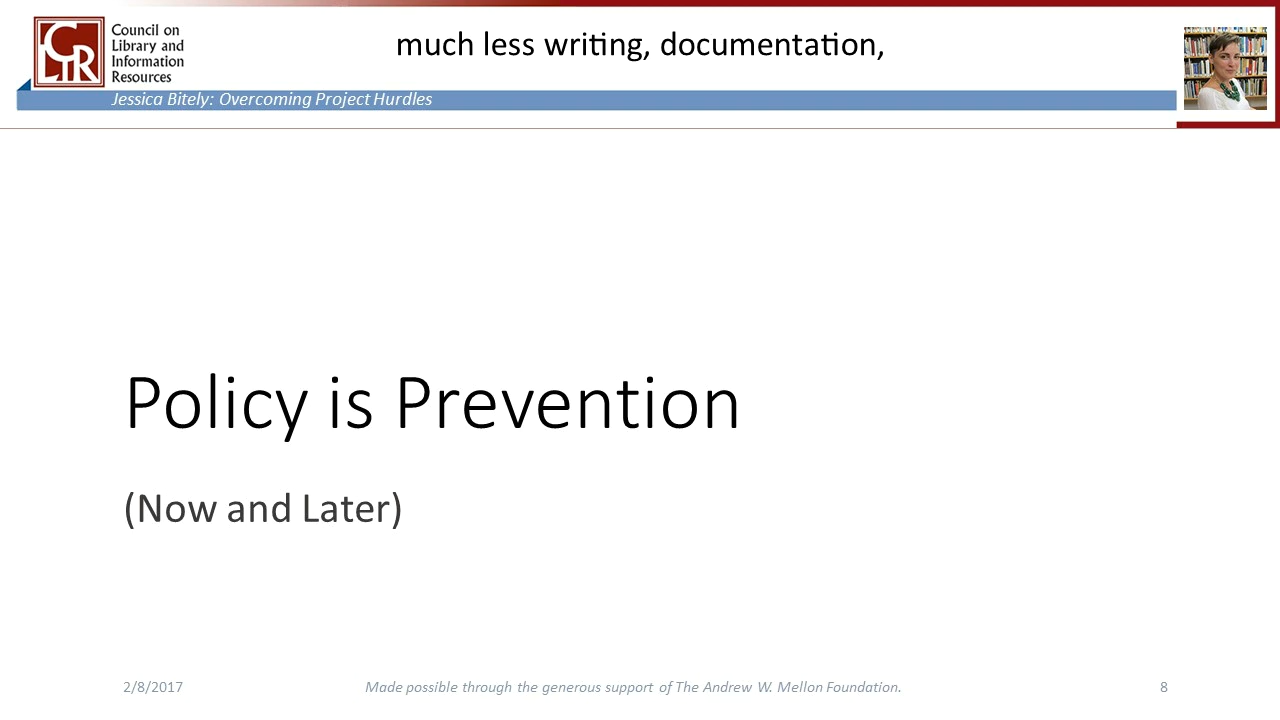 CLIR
Council on
Library and
Information
Resources
much less writing, documentation,
Jessica Bitely: Overcoming Project Hurdles
Policy is Prevention
(Now and Later)
2/8/2017
Made possible through the generous support of The Andrew W. Mellon Foundation.
8